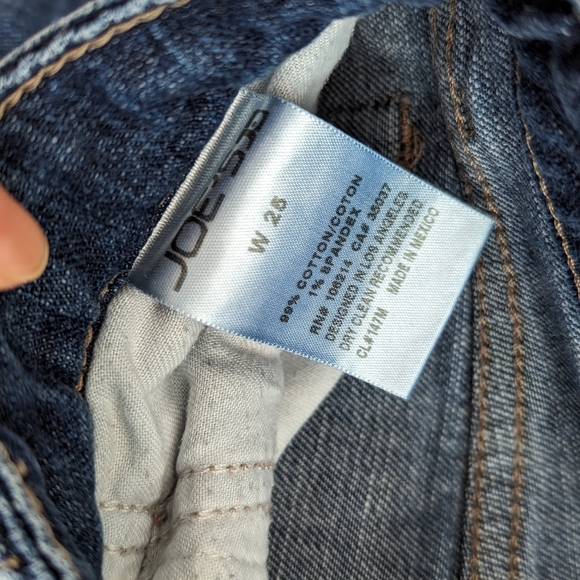 JOE'S
W 25
99% COTTON/COTON
1% SPANDEX
RN# 106214 CA# 35037
DESIGNED IN LOS ANGELES
DRY CLEAN RECOMMENDED
CL#147M MADE IN MEXICO